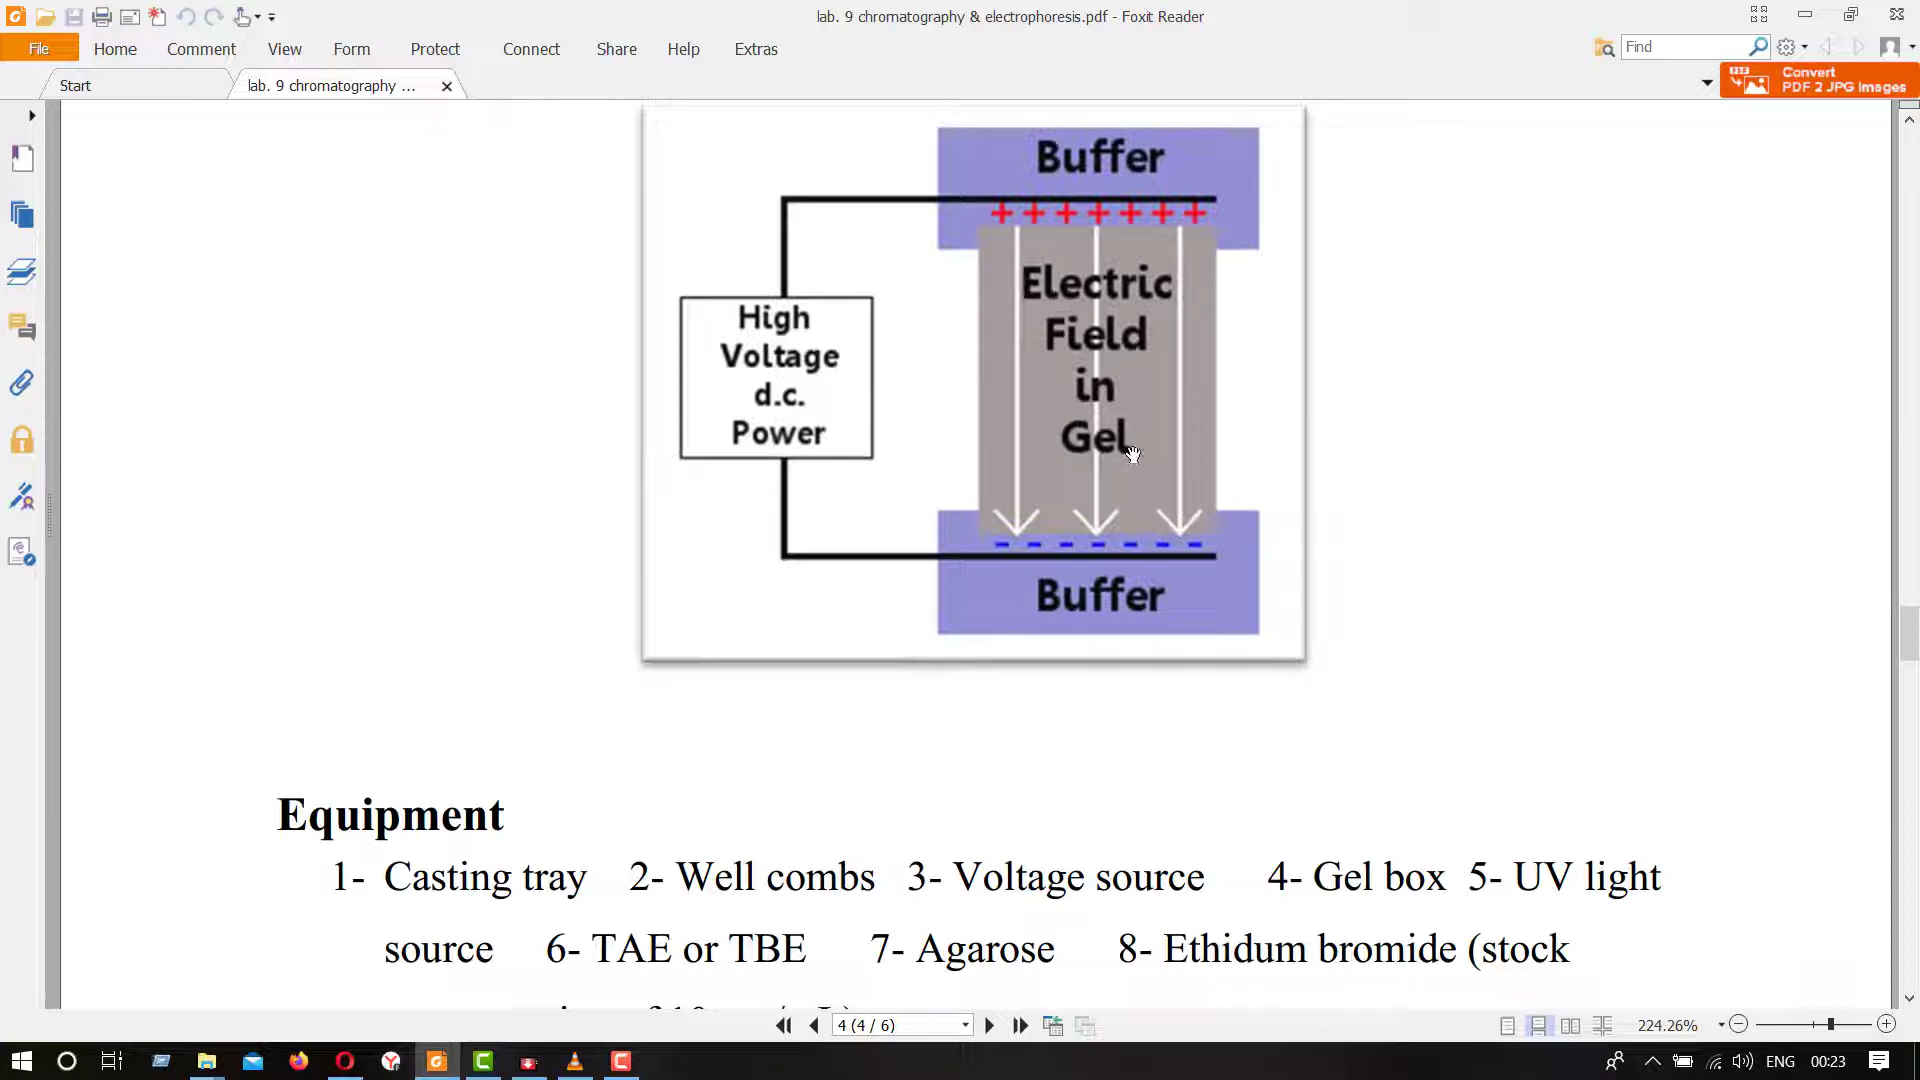 lab. 9 chromatography & electrophoresis.pdf - Foxit Reader
File Home Comment View Form Protect Connect Share Help Extras
Find
Start
lab. 9 chromatography ...
Convert
PDF 2 JPG Images
Buffer
+ + + + + + +
Electric
Field
in
Gel
High
Voltage
d.c.
Power
- - - - - - -
Buffer
Equipment
1- Casting tray 2- Well combs 3- Voltage source 4- Gel box 5- UV light
source 6- TAE or TBE 7- Agarose 8- Ethidum bromide (stock
4 (4 / 6)
224.26%
ENG 00:23